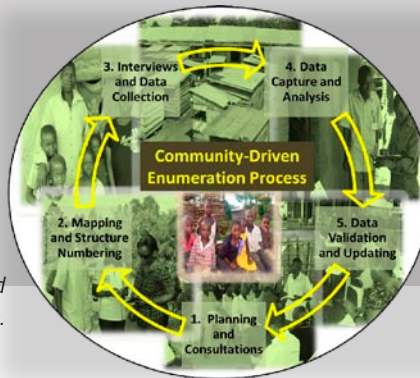 3. Interviews
and Data
Collection
4. Data
Capture and
Analysis
Community-Driven
Enumeration Process
2. Mapping
and Structure
Numbering
5. Data
Validation
and Updating
1. Planning
and
Consultations